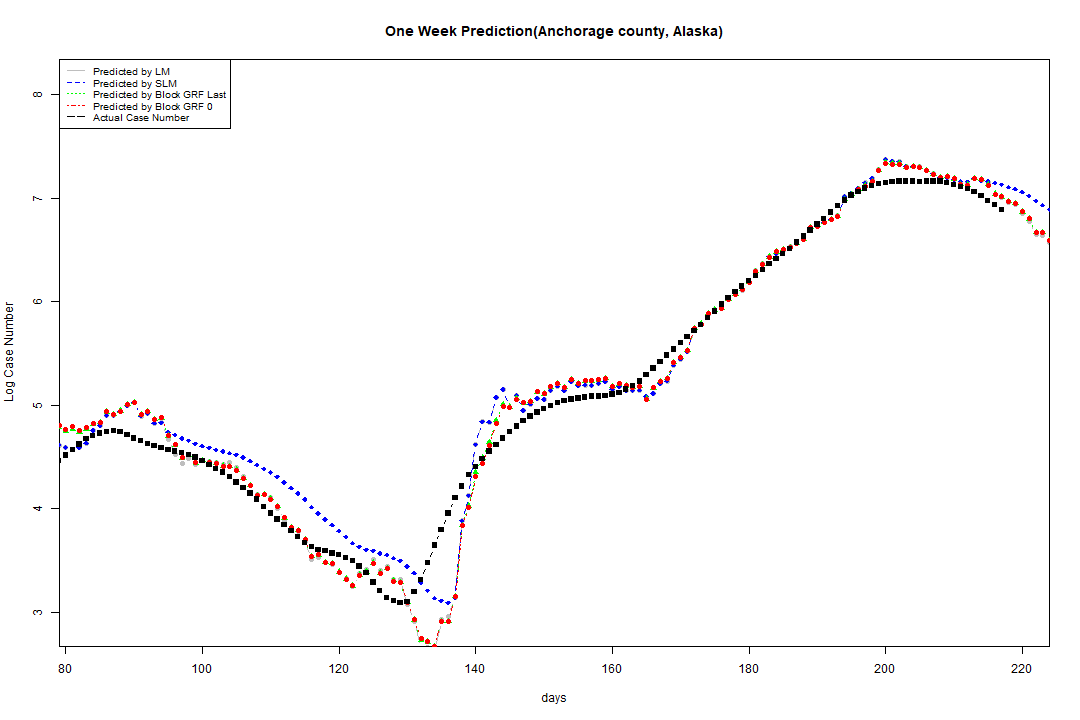 One Week Prediction(Anchorage county, Alaska)
Predicted by LM
Predicted by SLM
Predicted by Block GRF Last
Predicted by Block GRF 0
Actual Case Number
8
7
6
5
4
3
Log Case Number
80 100 120 140 160 180 200 220
days